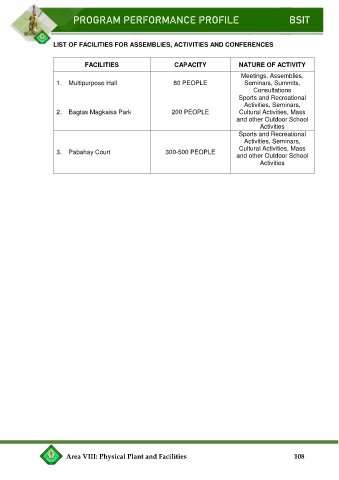 PROGRAM PERFORMANCE PROFILE BSIT
LIST OF FACILITIES FOR ASSEMBLIES, ACTIVITIES AND CONFERENCES
FACILITIES CAPACITY NATURE OF ACTIVITY
1. Multipurpose Hall 80 PEOPLE Meetings, Assemblies,
Seminars, Summits,
Consultations
2. Bagtas Magkaisa Park 200 PEOPLE Sports and Recreational
Activities, Seminars,
Cultural Activities, Mass
and other Outdoor School
Activities
3. Pabahay Court 300-500 PEOPLE Sports and Recreational
Activities, Seminars,
Cultural Activities, Mass
and other Outdoor School
Activities
Area VIII: Physical Plant and Facilities 108